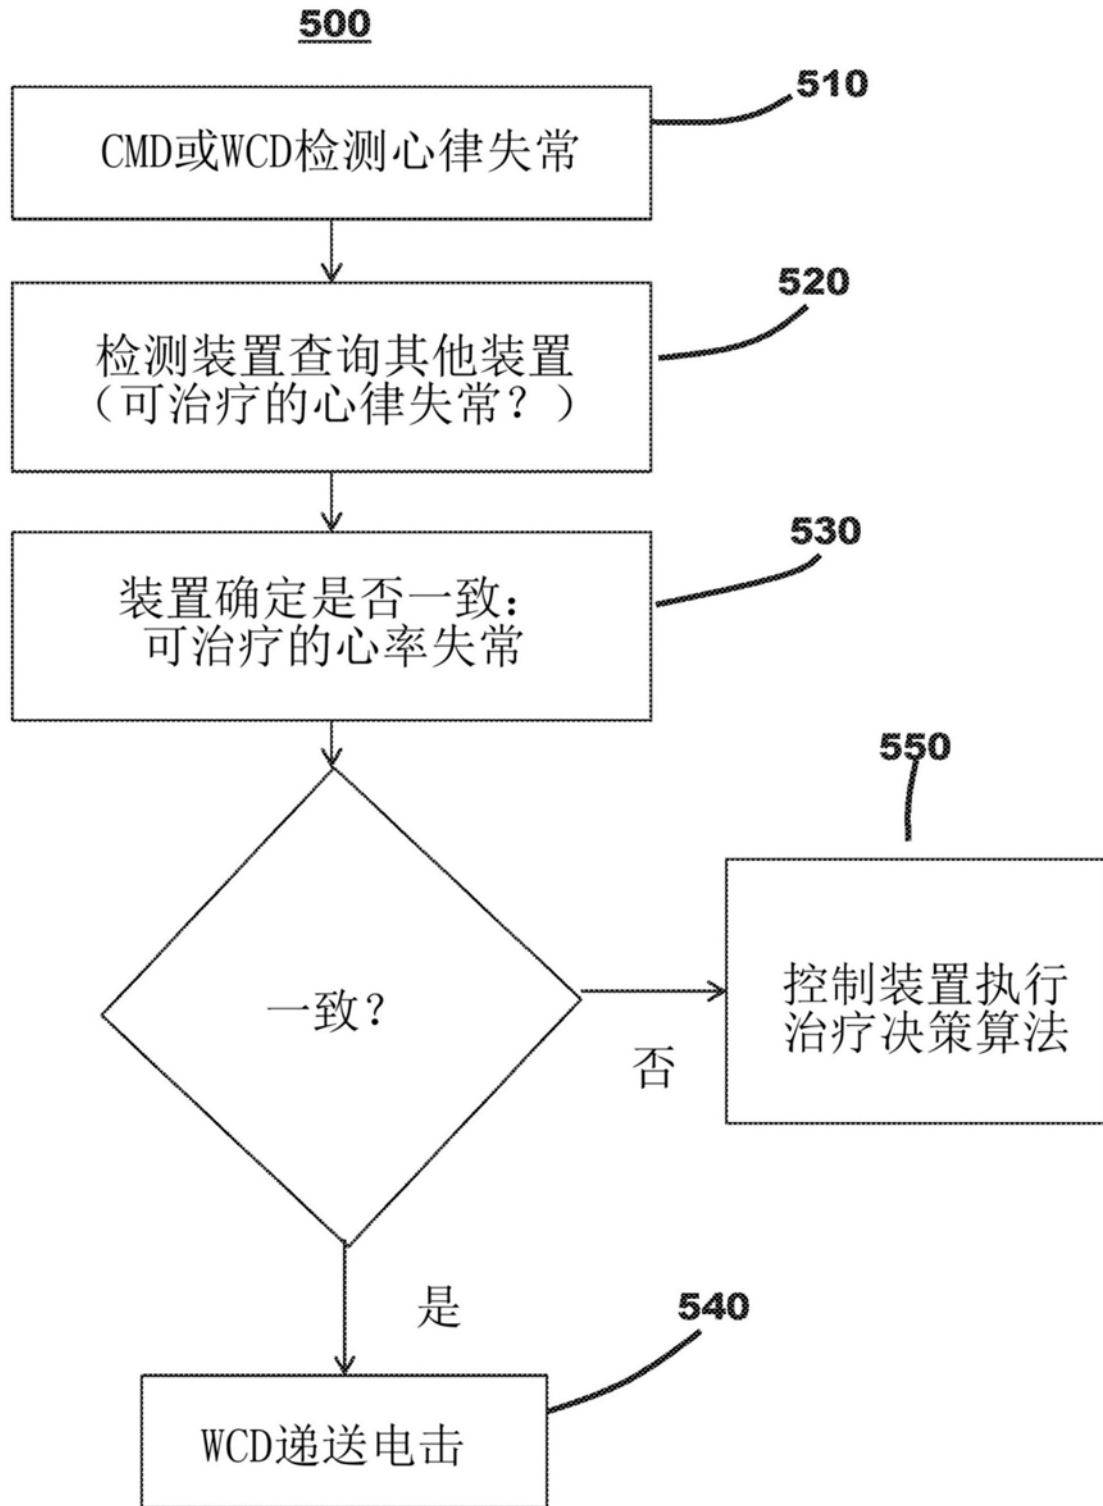 500
510
CMD或WCD检测心律失常
520
检测装置查询其他装置
（可治疗的心律失常？）
530
装置确定是否一致：
可治疗的心率失常
550
一致？
控制装置执行
治疗决策算法
否
是
540
WCD递送电击